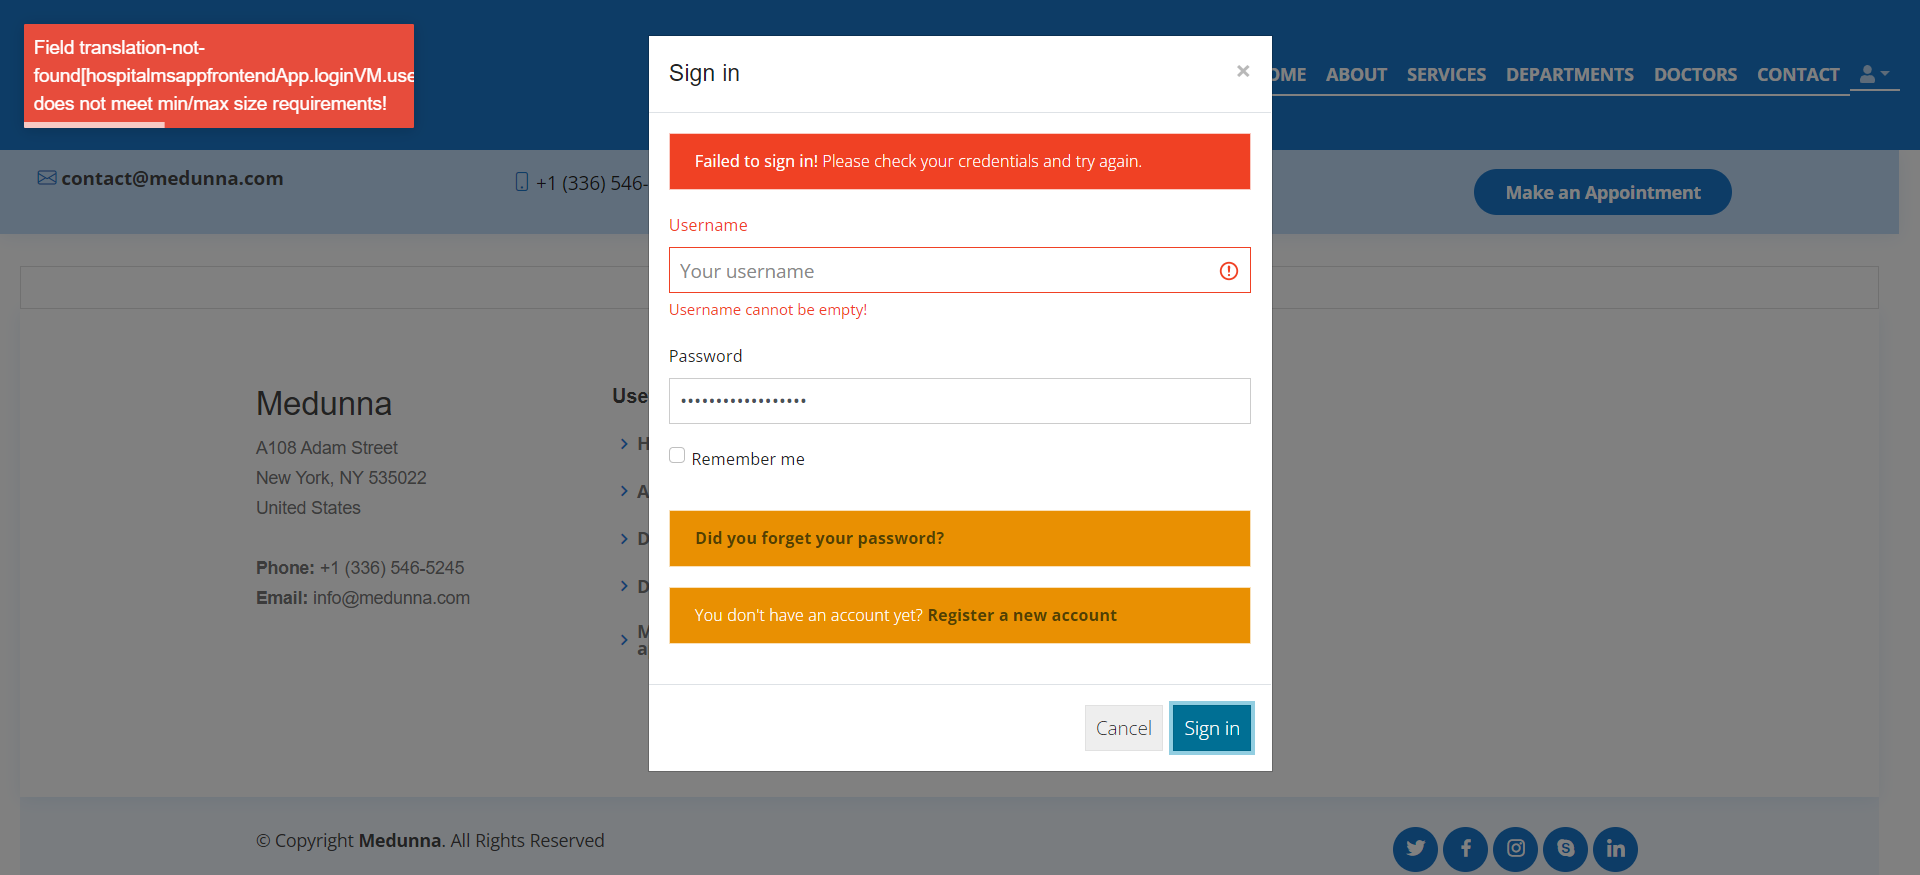 Field translation-not-
found[hospitalmsappfrontendApp.loginVM.use
does not meet min/max size requirements!
Sign in
×
OME ABOUT SERVICES DEPARTMENTS DOCTORS CONTACT
Failed to sign in! Please check your credentials and try again.
contact@medunna.com
+1 (336) 546-
Make an Appointment
Username
Your username
Username cannot be empty!
Password
••••••••••••••••••
Remember me
Did you forget your password?
You don't have an account yet? Register a new account
Cancel
Sign in
Medunna
A108 Adam Street
New York, NY 535022
United States
Phone: +1 (336) 546-5245
Email: info@medunna.com
Use
H
A
D
D
M
a
© Copyright Medunna. All Rights Reserved